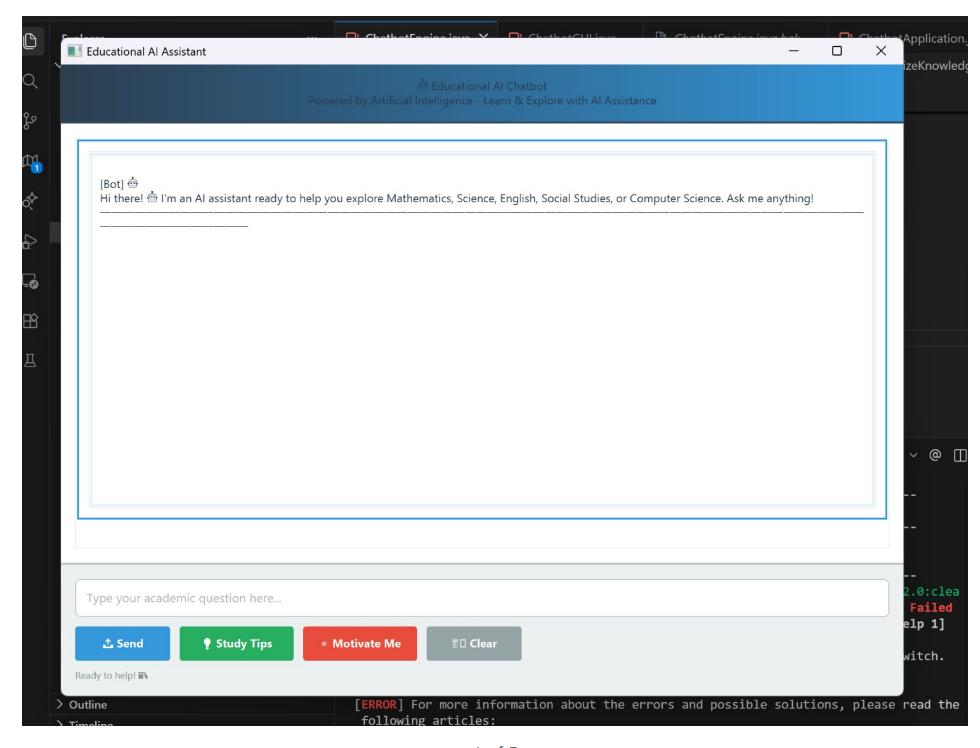 ChatbotEngine.java
ChatbotGUI.java
ChatbotEngine.java.bak
Educational AI Assistant
Educational AI Chatbot
Powered by Artificial Intelligence - Learn & Explore with AI Assistance
[Bot]
Hi there! I'm an AI assistant ready to help you explore Mathematics, Science, English, Social Studies, or Computer Science. Ask me anything!
Type your academic question here...
Send
Study Tips
Motivate Me
Clear
Ready to help!
1
2.0:clea
Failed
elp 1]
witch.
Outline
[ERROR] For more information about the errors and possible solutions, please read the
Timeline
following articles: